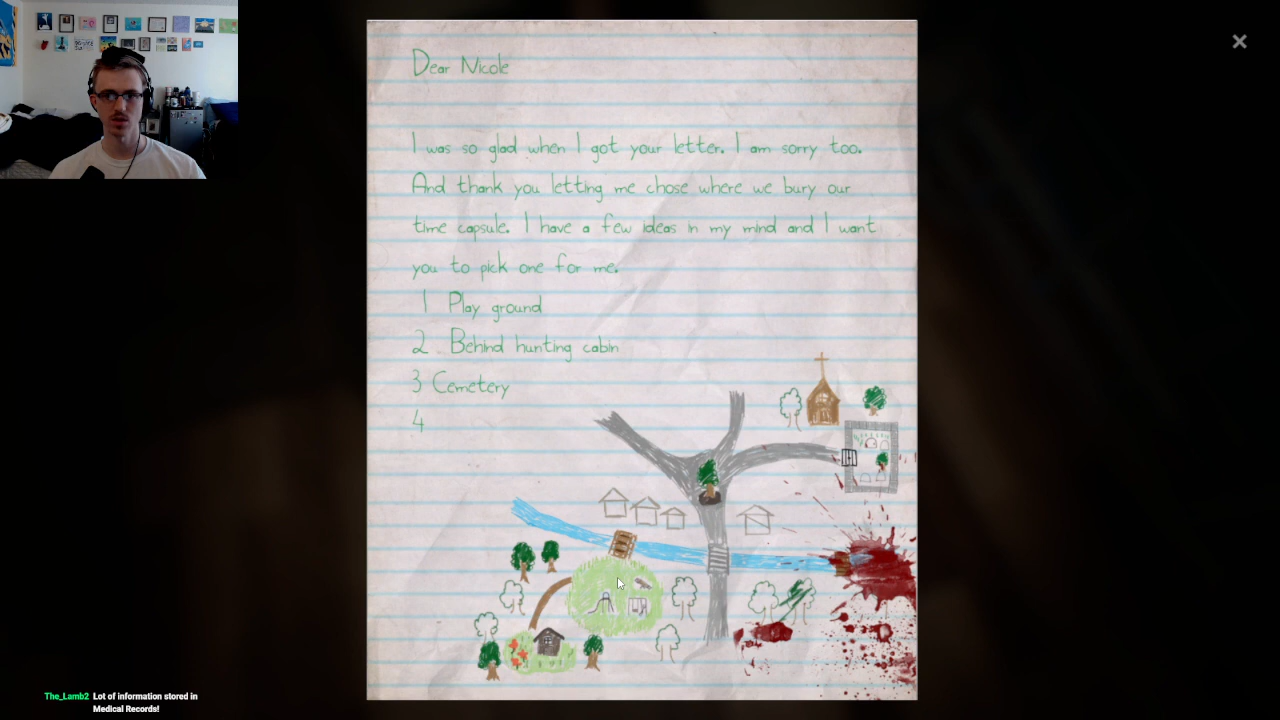 Dear Nicole
I was so glad when I got your letter. I am sorry too.
And thank you letting me chose where we bury our
time capsule. I have a few ideas in my mind and I want
you to pick one for me.
1 Play ground
2 Behind hunting cabin
3 Cemetery
4
The_Lamb2 Lot of information stored in
Medical Records!